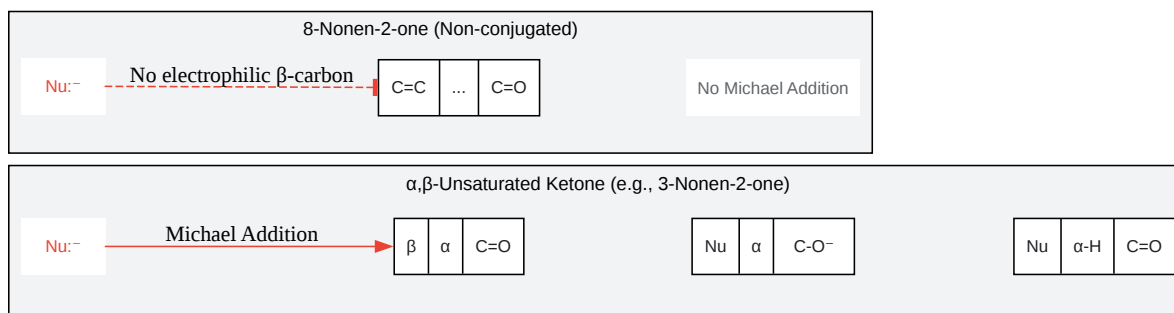 8-Nonen-2-one (Non-conjugated)
Nu:⁻ No electrophilic β-carbon C=C ... C=O No Michael Addition
α,β-Unsaturated Ketone (e.g., 3-Nonen-2-one)
Nu:⁻ Michael Addition β α C=O Nu α C-O⁻ Nu α-H C=O